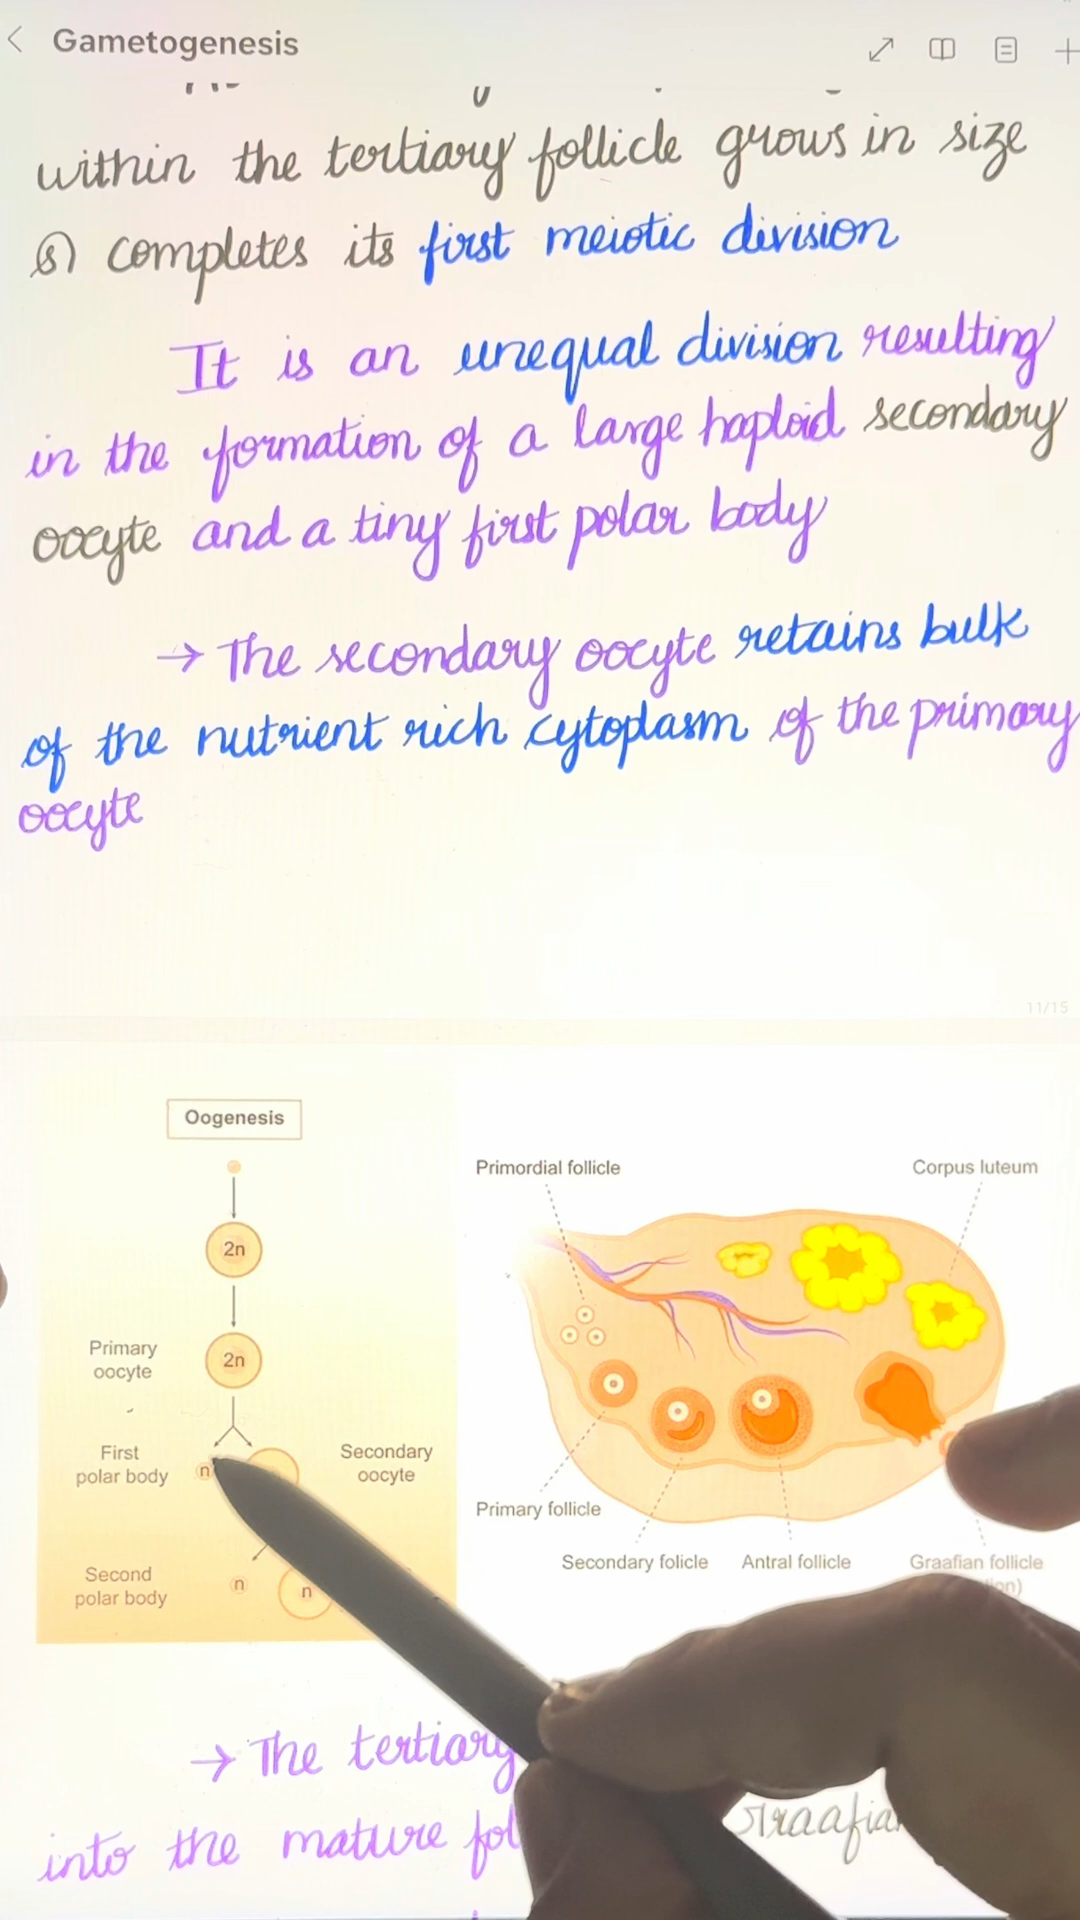 Gametogenesis
within the tertiary follicle grows in size
& completes its first meiotic division
It is an unequal division resulting
in the formation of a large haploid secondary
oocyte and a tiny first polar body
→ The secondary oocyte retains bulk
of the nutrient rich cytoplasm of the primary
oocyte
11/15
Oogenesis
2n
Primary
oocyte
2n
First
polar body
n
Secondary
oocyte
Second
polar body
n
n
Primordial follicle
Corpus luteum
Primary follicle
Secondary folicle
Antral follicle
Graafian follicle
→ The tertiary
into the mature